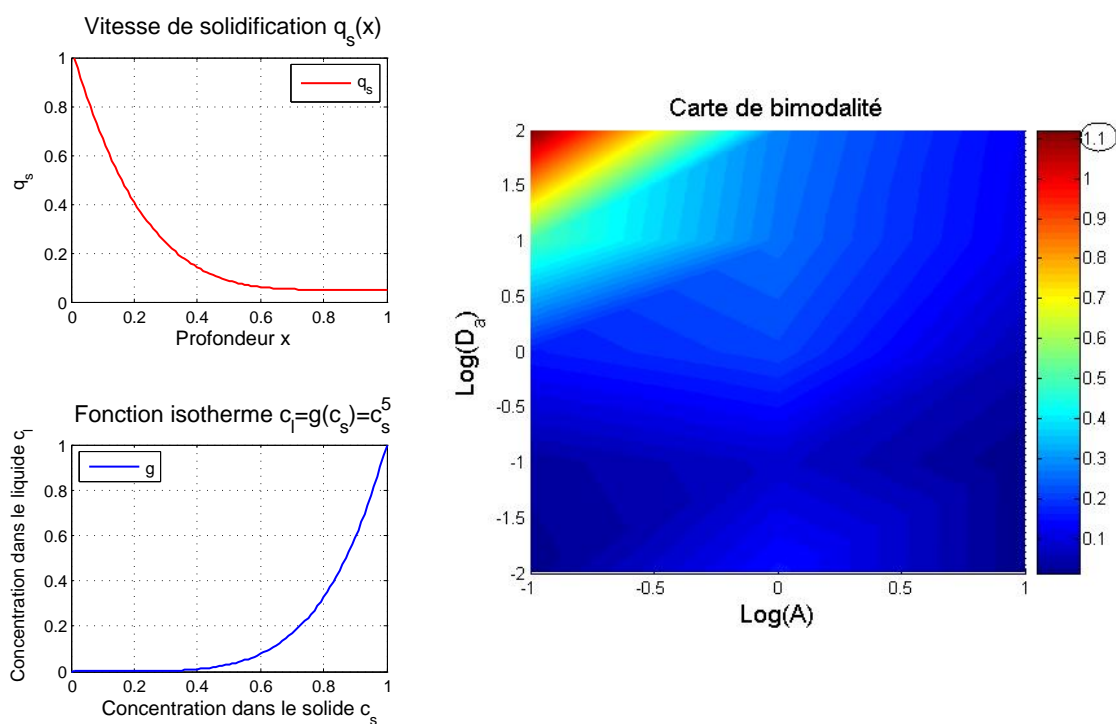 Vitesse de solidification q_s(x)
1
0.8
0.6
0.4
0.2
0
q_s
q_s
0 0.2 0.4 0.6 0.8 1
Profondeur x
Fonction isotherme c_l=g(c_s)=c_s^5
1
0.8
0.6
0.4
0.2
0
Concentration dans le liquide c_l
g
0 0.2 0.4 0.6 0.8 1
Concentration dans le solide c_s
Carte de bimodalité
2
1.5
1
0.5
0
-0.5
-1
-1.5
-2
Log(D_a)
-1 -0.5 0 0.5 1
Log(A)
1.1
1
0.9
0.8
0.7
0.6
0.5
0.4
0.3
0.2
0.1